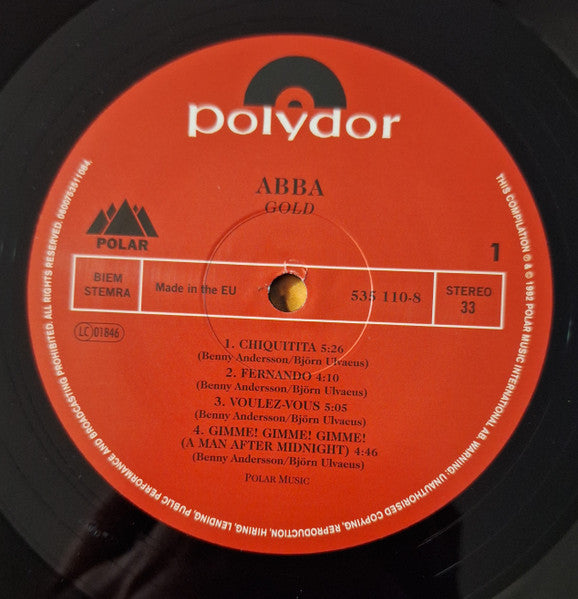 polydor
ABBA
GOLD
POLAR
1
BIEM
STEMRA
Made in the EU
535 110-8
STEREO
33
LC 01846
1. CHIQUITITA 5:26
(Benny Andersson/Björn Ulvaeus)
2. FERNANDO 4:10
(Benny Andersson/Björn Ulvaeus)
3. VOULEZ-VOUS 5:05
(Benny Andersson/Björn Ulvaeus)
4. GIMME! GIMME! GIMME!
(A MAN AFTER MIDNIGHT) 4:46
(Benny Andersson/Björn Ulvaeus)
POLAR MUSIC
THIS COMPILATION ℗ & © 1992 POLAR MUSIC INTERNATIONAL AB. WARNING: UNAUTHORISED COPYING, REPRODUCTION, HIRING, LENDING, PUBLIC PERFORMANCE AND BROADCASTING PROHIBITED. ALL RIGHTS RESERVED. 0600753511084.